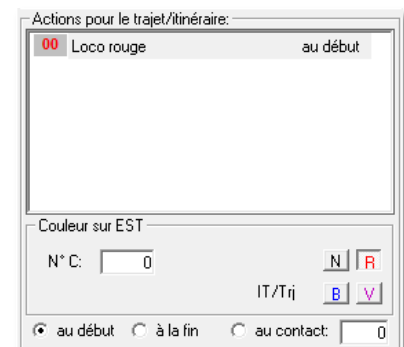 Actions pour le trajet/itinéraire:
00 Loco rouge au début
Couleur sur EST
N° C: 0 N R
IT/Trj B V
au début à la fin au contact: 0